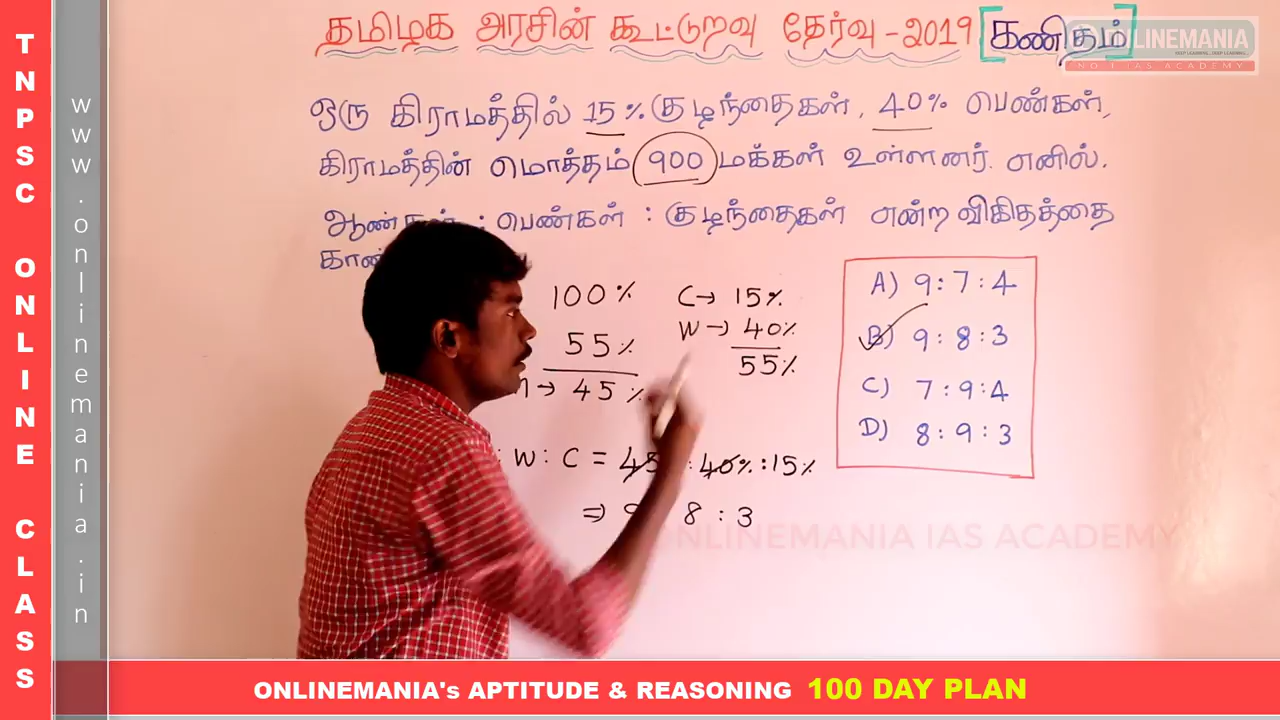 தமிழக அரசின் கூட்டுறவு தேர்வு - 2019 [கணிதம்]
ONLINEMANIA
NO 1 IAS ACADEMY
ஒரு கிராமத்தில் 15% குழந்தைகள், 40% பெண்கள்,
கிராமத்தின் மொத்தம் 900 மக்கள் உள்ளனர். எனில்.
ஆண்கள் : பெண்கள் : குழந்தைகள் என்ற விகிதத்தை
காண்
100%
55%
→ 45%
C → 15%
W → 40%
55%
: W : C = 45 : 40% : 15%
⇒ 9 8 : 3
A) 9 : 7 : 4
B) 9 : 8 : 3
C) 7 : 9 : 4
D) 8 : 9 : 3
ONLINEMANIA IAS ACADEMY
TNPSC ONLINE CLASS
www.onlinemania.in
ONLINEMANIA's APTITUDE & REASONING 100 DAY PLAN